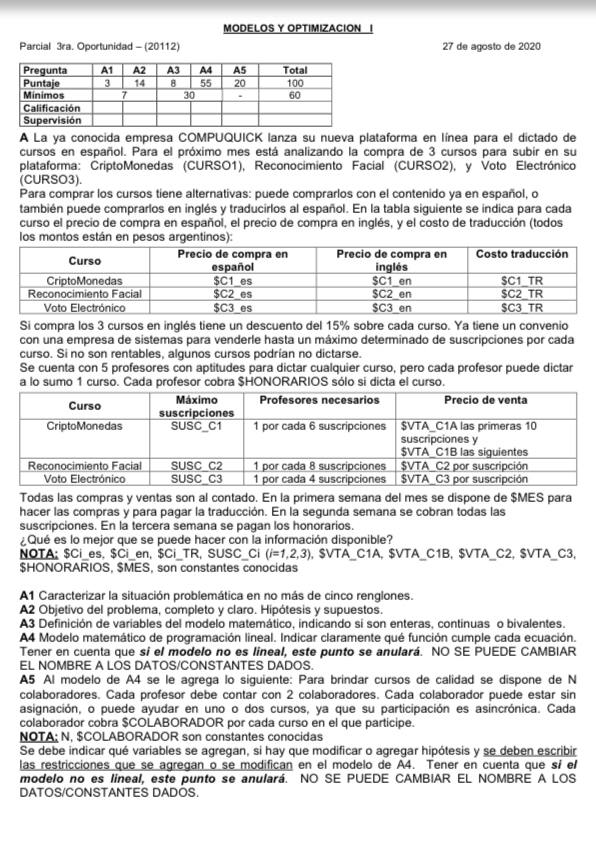 MODELOS Y OPTIMIZACION I
Parcial 3ra. Oportunidad – (20112) 27 de agosto de 2020
Pregunta A1 A2 A3 A4 A5 Total
Puntaje 3 14 8 55 20 100
Mínimos 7 30 - 60
Calificación
Supervisión
A La ya conocida empresa COMPUQUICK lanza su nueva plataforma en línea para el dictado de
cursos en español. Para el próximo mes está analizando la compra de 3 cursos para subir en su
plataforma: CriptoMonedas (CURSO1), Reconocimiento Facial (CURSO2), y Voto Electrónico
(CURSO3).
Para comprar los cursos tiene alternativas: puede comprarlos con el contenido ya en español, o
también puede comprarlos en inglés y traducirlos al español. En la tabla siguiente se indica para cada
curso el precio de compra en español, el precio de compra en inglés, y el costo de traducción (todos
los montos están en pesos argentinos):
Curso Precio de compra en español Precio de compra en inglés Costo traducción
CriptoMonedas $C1_es $C1_en $C1_TR
Reconocimiento Facial $C2_es $C2_en $C2_TR
Voto Electrónico $C3_es $C3_en $C3_TR
Si compra los 3 cursos en inglés tiene un descuento del 15% sobre cada curso. Ya tiene un convenio
con una empresa de sistemas para venderle hasta un máximo determinado de suscripciones por cada
curso. Si no son rentables, algunos cursos podrían no dictarse.
Se cuenta con 5 profesores con aptitudes para dictar cualquier curso, pero cada profesor puede dictar
a lo sumo 1 curso. Cada profesor cobra $HONORARIOS sólo si dicta el curso.
Curso Máximo suscripciones Profesores necesarios Precio de venta
CriptoMonedas SUSC_C1 1 por cada 6 suscripciones $VTA_C1A las primeras 10
suscripciones y
$VTA_C1B las siguientes
Reconocimiento Facial SUSC_C2 1 por cada 8 suscripciones $VTA_C2 por suscripción
Voto Electrónico SUSC_C3 1 por cada 4 suscripciones $VTA_C3 por suscripción
Todas las compras y ventas son al contado. En la primera semana del mes se dispone de $MES para
hacer las compras y para pagar la traducción. En la segunda semana se cobran todas las
suscripciones. En la tercera semana se pagan los honorarios.
¿Qué es lo mejor que se puede hacer con la información disponible?
NOTA: $Ci_es, $Ci_en, $Ci_TR, SUSC_Ci (i=1,2,3), $VTA_C1A, $VTA_C1B, $VTA_C2, $VTA_C3,
$HONORARIOS, $MES, son constantes conocidas
A1 Caracterizar la situación problemática en no más de cinco renglones.
A2 Objetivo del problema, completo y claro. Hipótesis y supuestos.
A3 Definición de variables del modelo matemático, indicando si son enteras, continuas o bivalentes.
A4 Modelo matemático de programación lineal. Indicar claramente qué función cumple cada ecuación.
Tener en cuenta que si el modelo no es lineal, este punto se anulará. NO SE PUEDE CAMBIAR
EL NOMBRE A LOS DATOS/CONSTANTES DADOS.
A5 Al modelo de A4 se le agrega lo siguiente: Para brindar cursos de calidad se dispone de N
colaboradores. Cada profesor debe contar con 2 colaboradores. Cada colaborador puede estar sin
asignación, o puede ayudar en uno o dos cursos, ya que su participación es asincrónica. Cada
colaborador cobra $COLABORADOR por cada curso en el que participe.
NOTA: N, $COLABORADOR son constantes conocidas
Se debe indicar qué variables se agregan, si hay que modificar o agregar hipótesis y se deben escribir
las restricciones que se agregan o se modifican en el modelo de A4. Tener en cuenta que si el
modelo no es lineal, este punto se anulará. NO SE PUEDE CAMBIAR EL NOMBRE A LOS
DATOS/CONSTANTES DADOS.